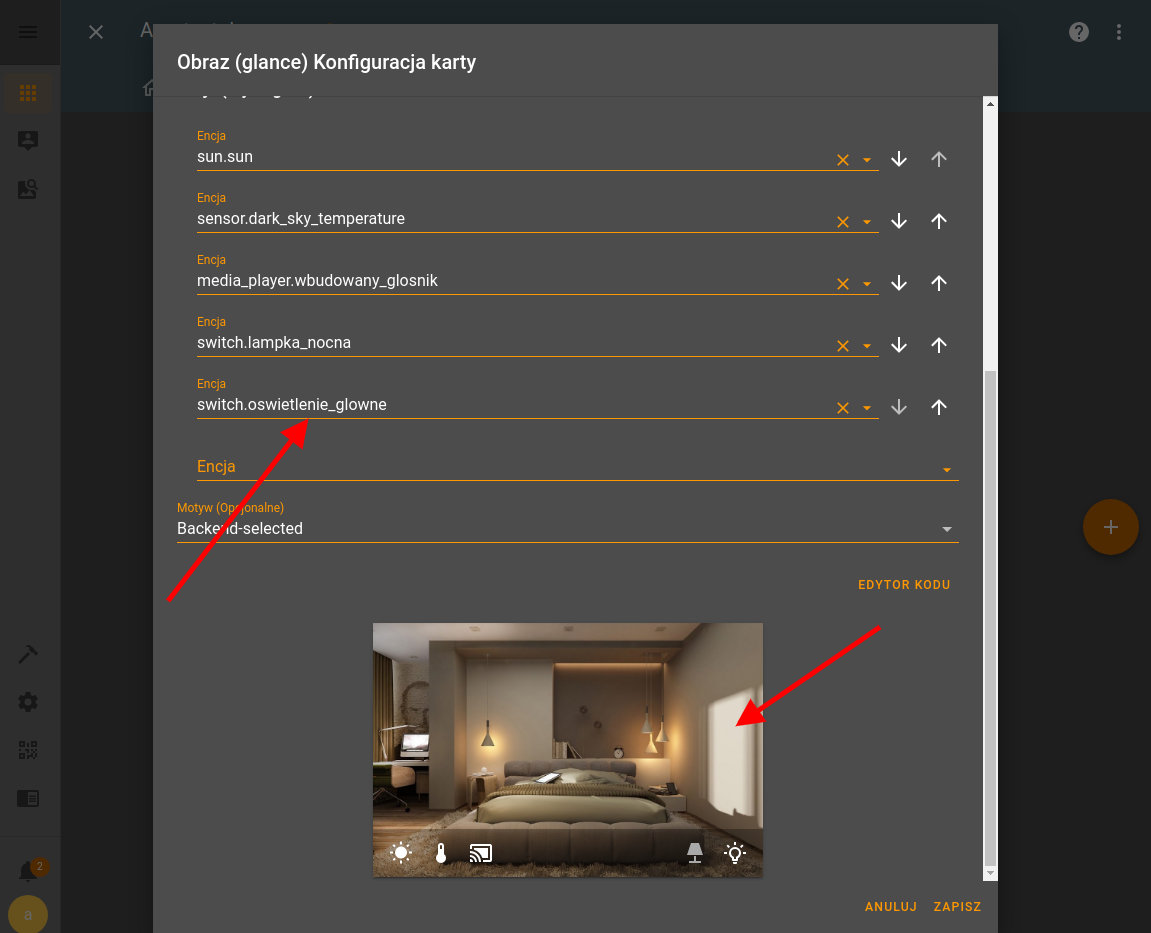 Obraz (glance) Konfiguracja karty
Encja
sun.sun
Encja
sensor.dark_sky_temperature
Encja
media_player.wbudowany_glosnik
Encja
switch.lampka_nocna
Encja
switch.oswietlenie_glowne
Encja
Motyw (Opcjonalne)
Backend-selected
EDYTOR KODU
2
a
ANULUJ ZAPISZ